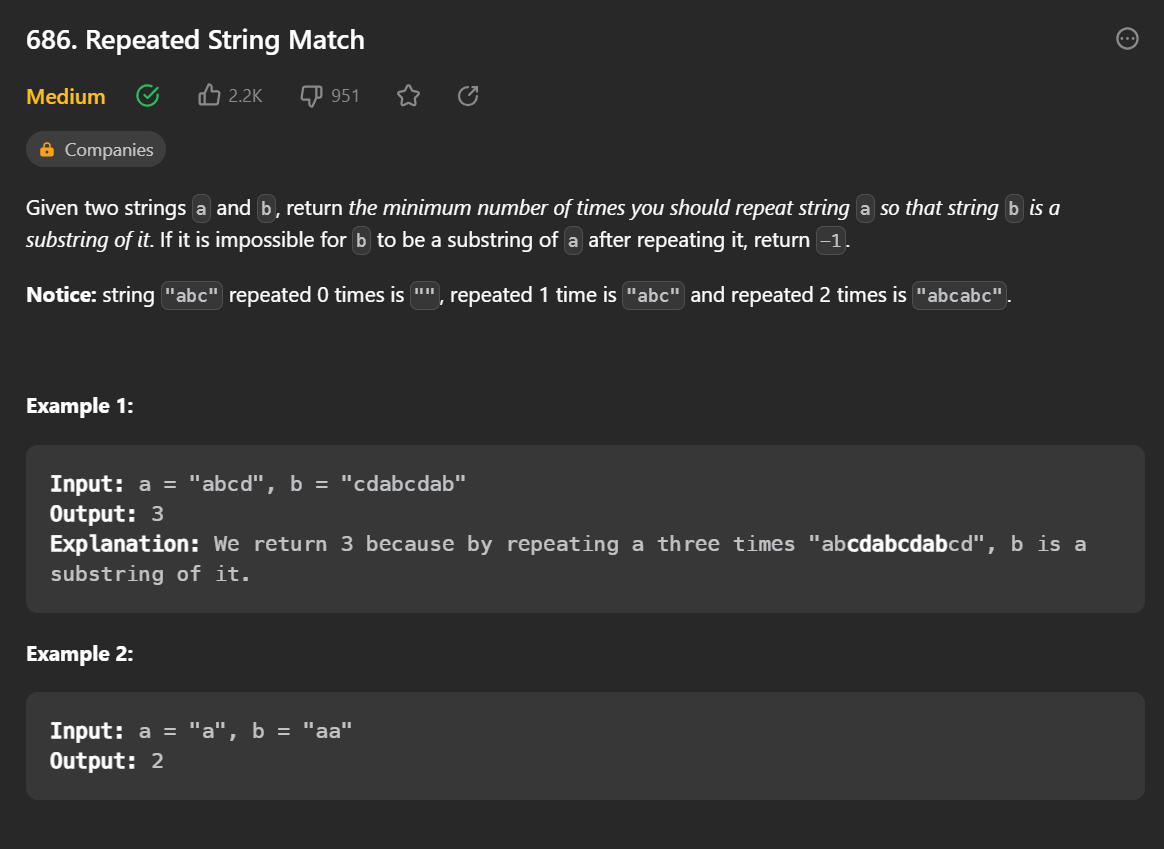 686. Repeated String Match
Medium 2.2K 951
Companies
Given two strings a and b, return the minimum number of times you should repeat string a so that string b is a
substring of it. If it is impossible for b to be a substring of a after repeating it, return -1.
Notice: string "abc" repeated 0 times is "", repeated 1 time is "abc" and repeated 2 times is "abcabc".
Example 1:
Input: a = "abcd", b = "cdabcdab"
Output: 3
Explanation: We return 3 because by repeating a three times "abcdabcdabcd", b is a
substring of it.
Example 2:
Input: a = "a", b = "aa"
Output: 2